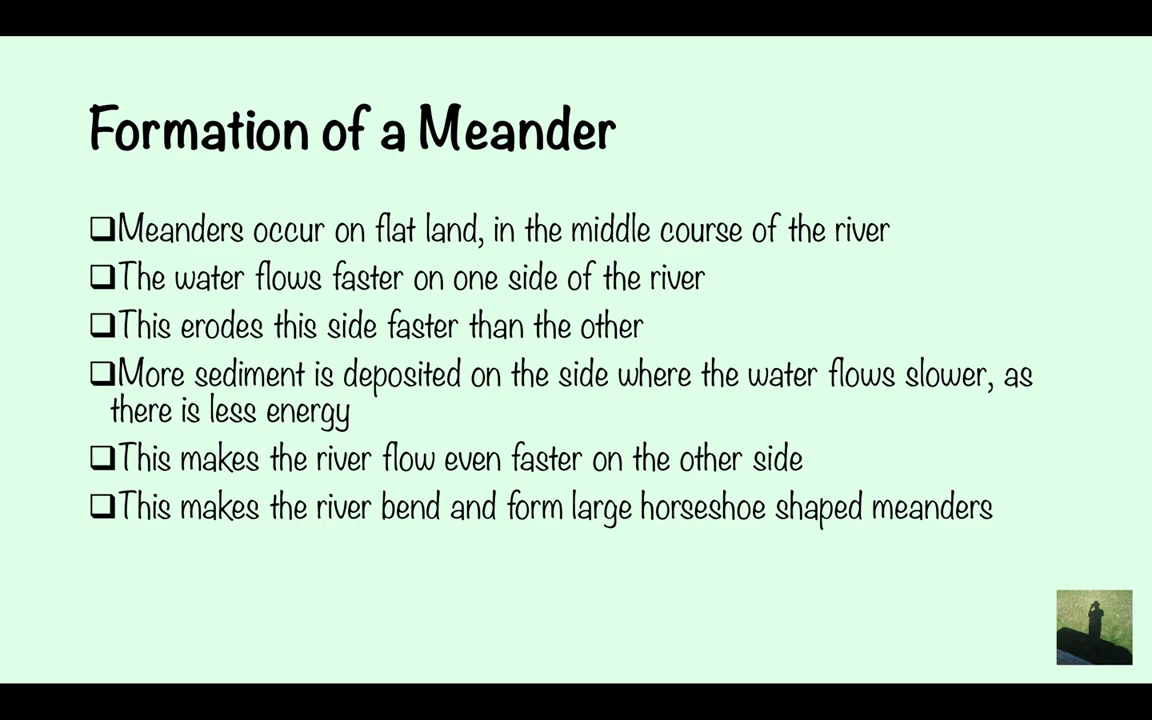 Formation of a Meander
❑Meanders occur on flat land, in the middle course of the river
❑The water flows faster on one side of the river
❑This erodes this side faster than the other
❑More sediment is deposited on the side where the water flows slower, as
there is less energy
❑This makes the river flow even faster on the other side
❑This makes the river bend and form large horseshoe shaped meanders